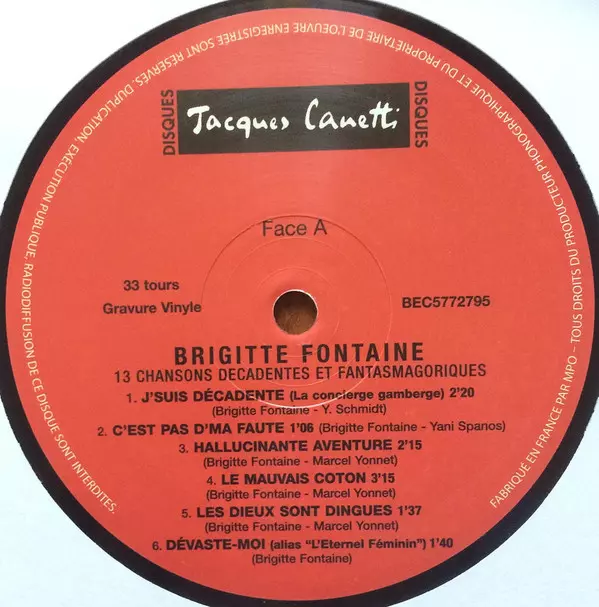 DISQUES
Jacques Canetti
DISQUES
Face A
33 tours
Gravure Vinyle
BEC5772795
BRIGITTE FONTAINE
13 CHANSONS DECADENTES ET FANTASMAGORIQUES
1. J'SUIS DÉCADENTE (La concierge gamberge) 2'20
(Brigitte Fontaine - Y. Schmidt)
2. C'EST PAS D'MA FAUTE 1'06 (Brigitte Fontaine - Yani Spanos)
3. HALLUCINANTE AVENTURE 2'15
(Brigitte Fontaine - Marcel Yonnet)
4. LE MAUVAIS COTON 3'15
(Brigitte Fontaine - Marcel Yonnet)
5. LES DIEUX SONT DINGUES 1'37
(Brigitte Fontaine - Marcel Yonnet)
6. DÉVASTE-MOI (alias "L'Eternel Féminin") 1'40
(Brigitte Fontaine)
FABRIQUÉ EN FRANCE PAR MPO – TOUS DROITS DU PRODUCTEUR PHONOGRAPHIQUE ET DU PROPRIÉTAIRE DE L'OEUVRE ENREGISTRÉE SONT RÉSERVÉS. DUPLICATION, EXÉCUTION PUBLIQUE, RADIODIFFUSION DE CE DISQUE SONT INTERDITES.